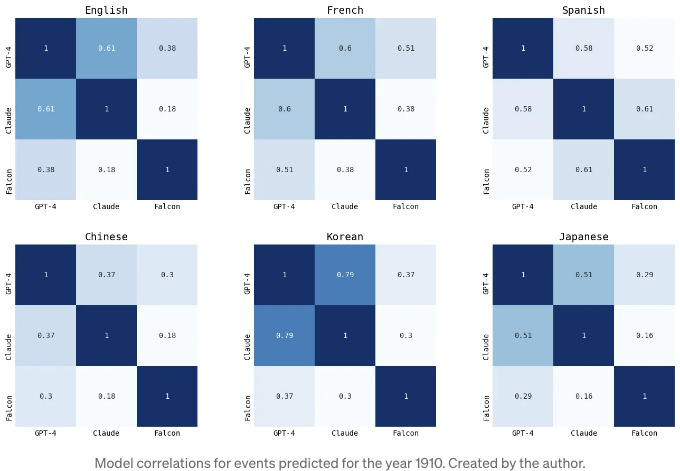 English French Spanish
GPT-4 1 0.61 0.38 GPT-4 1 0.6 0.51 GPT-4 1 0.58 0.52
Claude 0.61 1 0.18 Claude 0.6 1 0.38 Claude 0.58 1 0.61
Falcon 0.38 0.18 1 Falcon 0.51 0.38 1 Falcon 0.52 0.61 1
GPT-4 Claude Falcon GPT-4 Claude Falcon GPT-4 Claude Falcon
Chinese Korean Japanese
GPT-4 1 0.37 0.3 GPT-4 1 0.79 0.37 GPT-4 1 0.51 0.29
Claude 0.37 1 0.18 Claude 0.79 1 0.3 Claude 0.51 1 0.16
Falcon 0.3 0.18 1 Falcon 0.37 0.3 1 Falcon 0.29 0.16 1
GPT-4 Claude Falcon GPT-4 Claude Falcon GPT-4 Claude Falcon
Model correlations for events predicted for the year 1910. Created by the author.